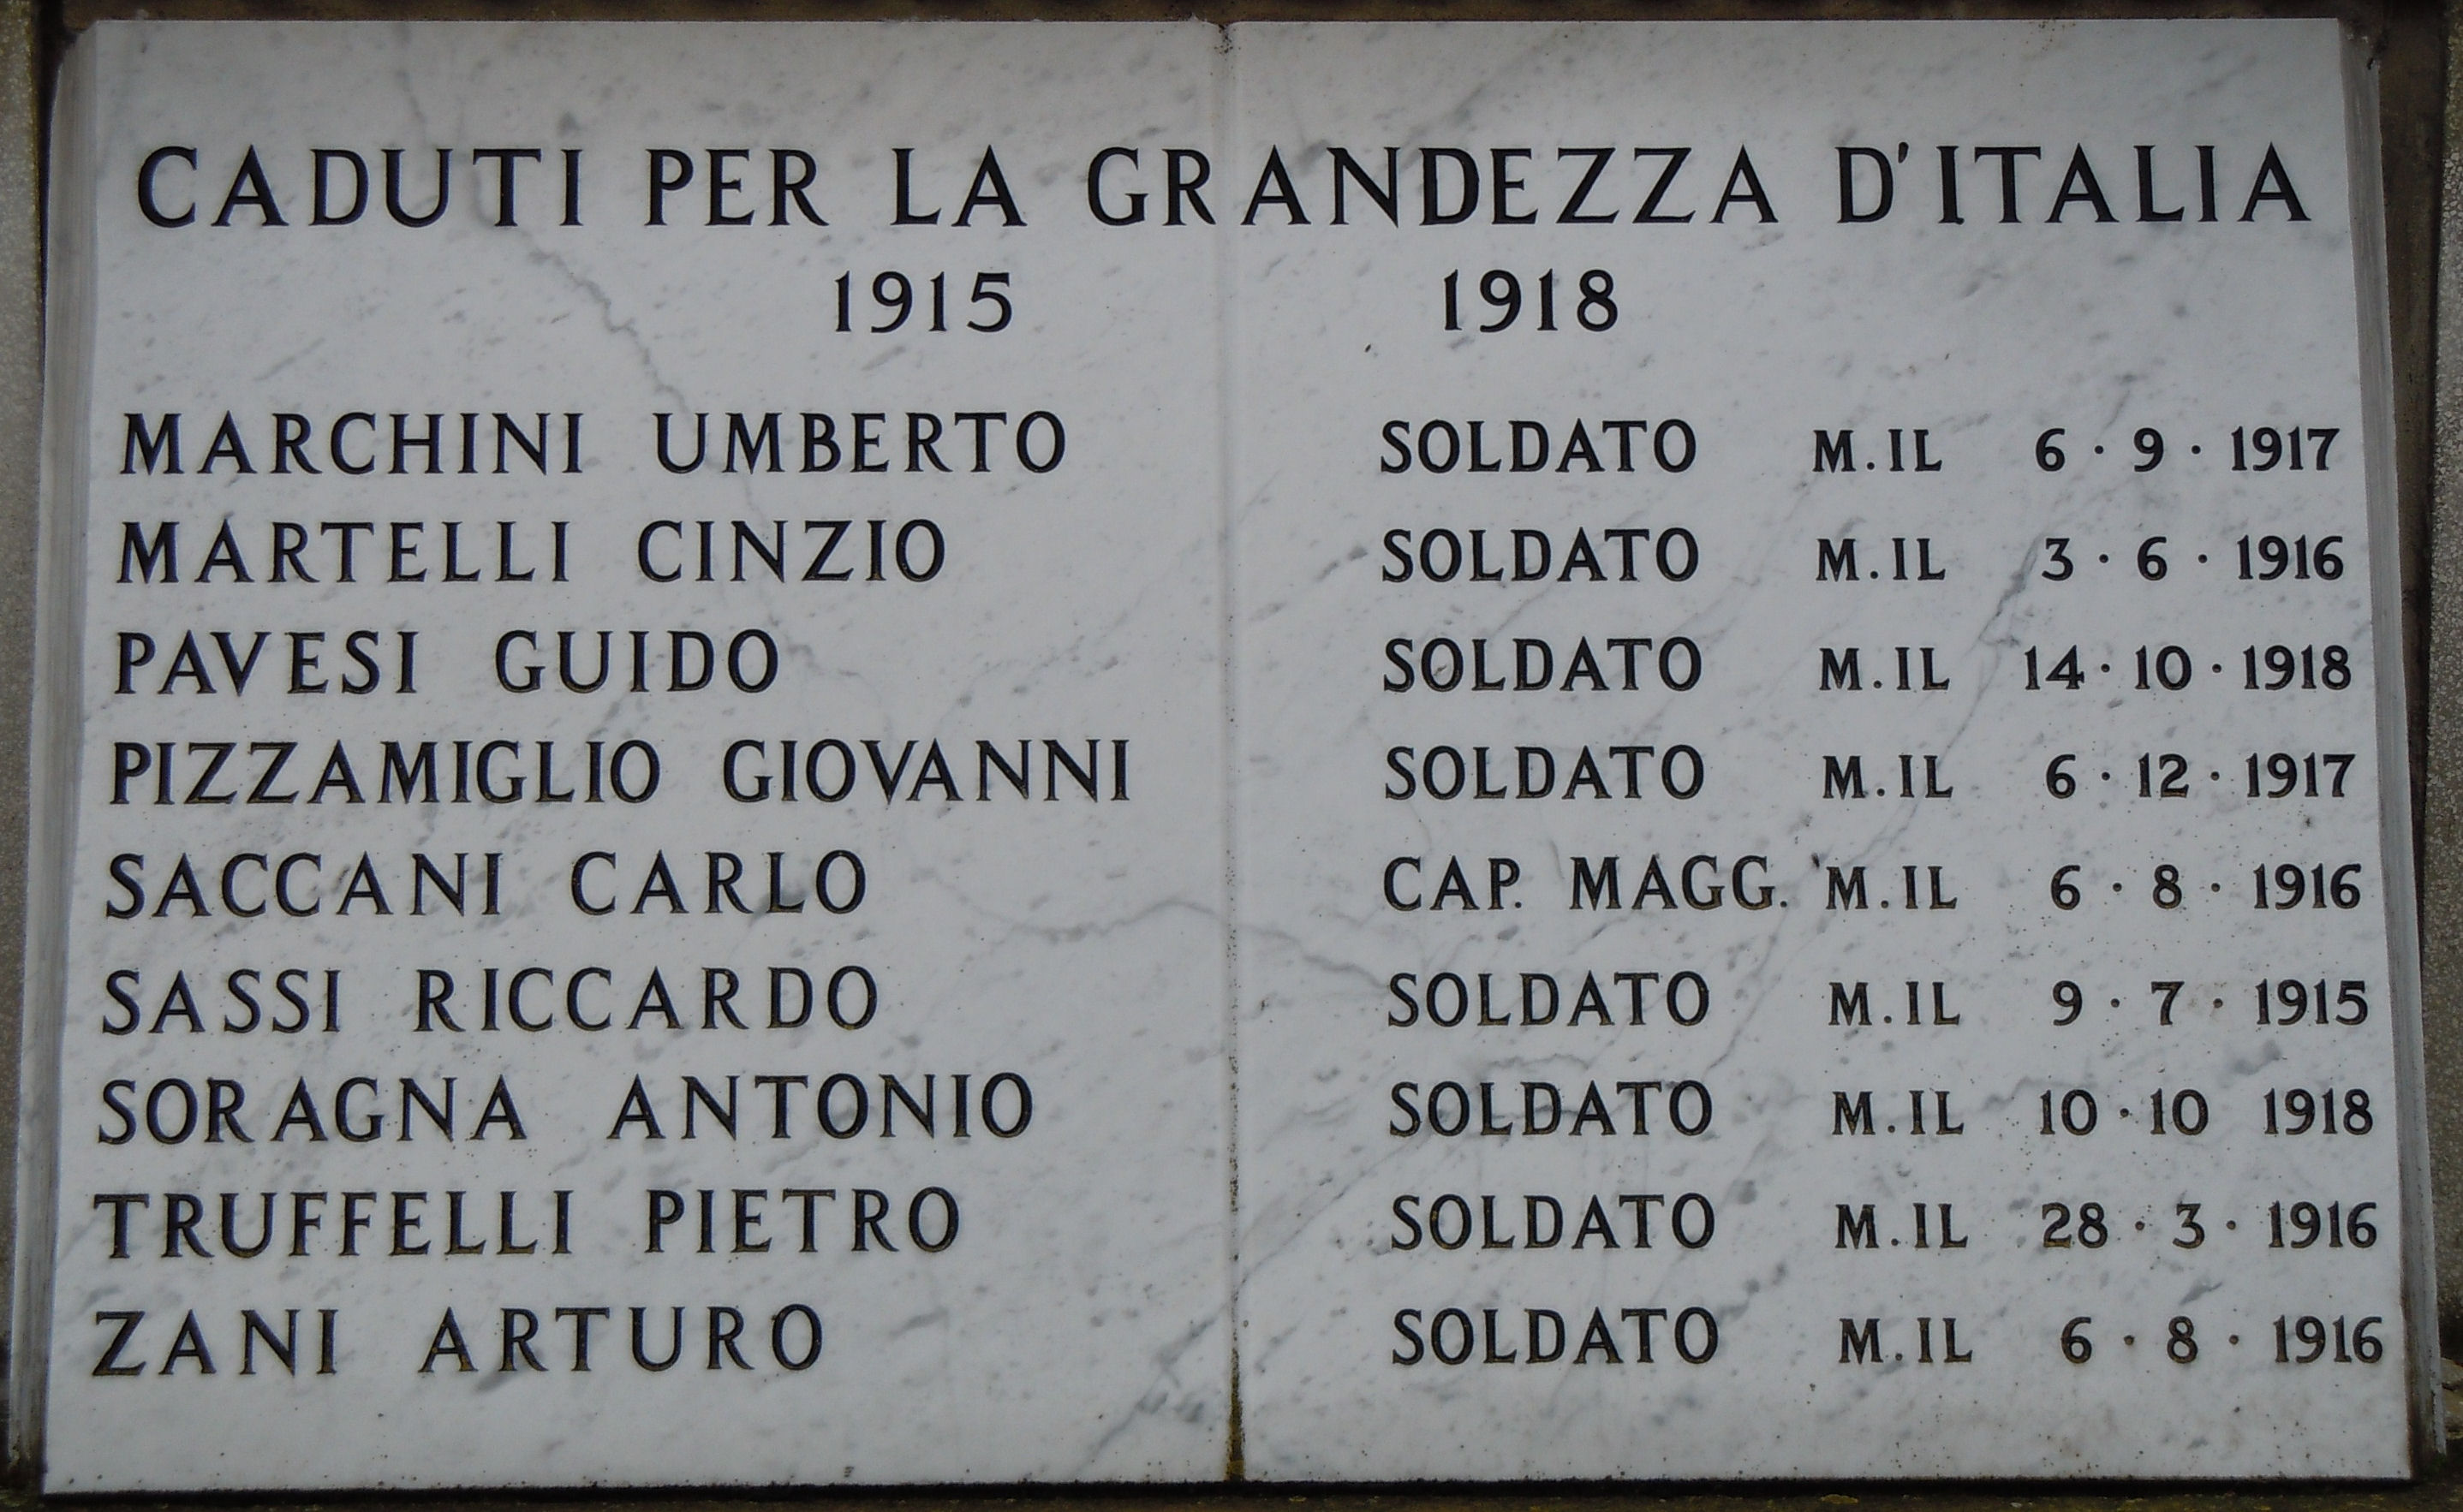 CADUTI PER LA GRANDEZZA D'ITALIA
1915 1918
MARCHINI UMBERTO SOLDATO M.IL 6·9·1917
MARTELLI CINZIO SOLDATO M.IL 3·6·1916
PAVESI GUIDO SOLDATO M.IL 14·10·1918
PIZZAMIGLIO GIOVANNI SOLDATO M.IL 6·12·1917
SACCANI CARLO CAP. MAGG. M.IL 6·8·1916
SASSI RICCARDO SOLDATO M.IL 9·7·1915
SORAGNA ANTONIO SOLDATO M.IL 10·10 1918
TRUFFELLI PIETRO SOLDATO M.IL 28·3·1916
ZANI ARTURO SOLDATO M.IL 6·8·1916